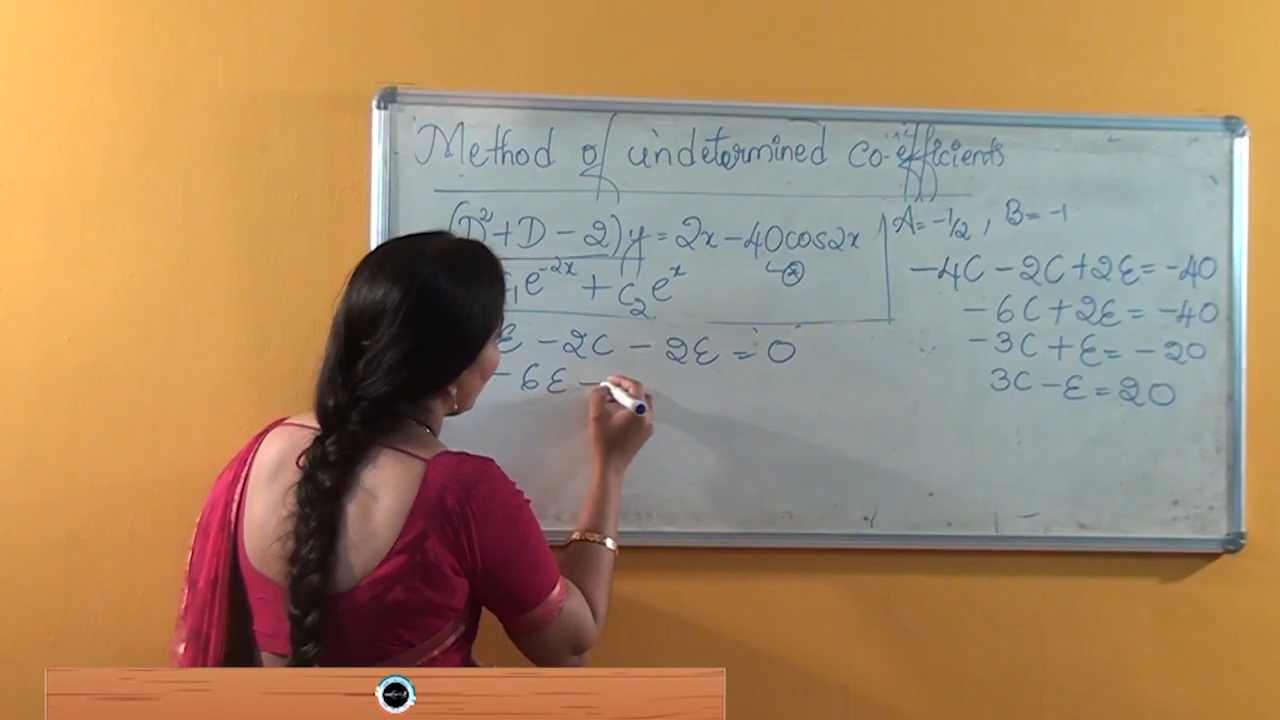 Method of undetermined co-efficients
(D²+D-2)y=2x-40cos2x
A=-1/2, B=-1
e^{-2x}+c₂e^x
-4C-2C+2E=-40
-6C+2E=-40
E-2C-2E=0
-3C+E=-20
-6E-
3C-E=20